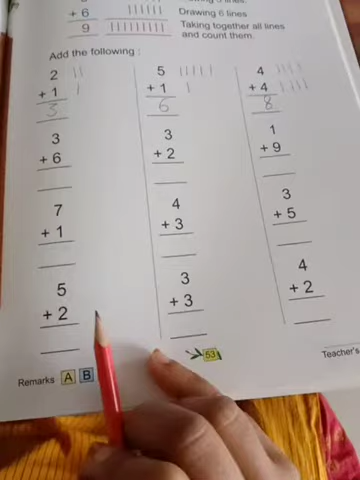 Drawing 6 lines
+ 6
9 Taking together all lines
and count them.
Add the following :
2 5 4
+ 1 + 1 + 4
3 6 8
3 3 1
+ 6 + 2 + 9
7 4 3
+ 1 + 3 + 5
5 3 4
+ 2 + 3 + 2
53
Remarks A B
Teacher's